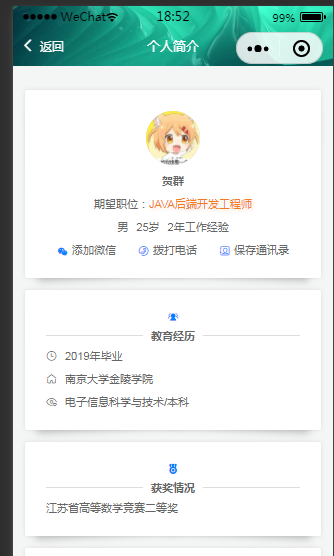 WeChat 18:52 99%
返回 个人简介
贺群
期望职位：JAVA后端开发工程师
男 25岁 2年工作经验
添加微信 拨打电话 保存通讯录
教育经历
2019年毕业
南京大学金陵学院
电子信息科学与技术/本科
获奖情况
江苏省高等数学竞赛二等奖